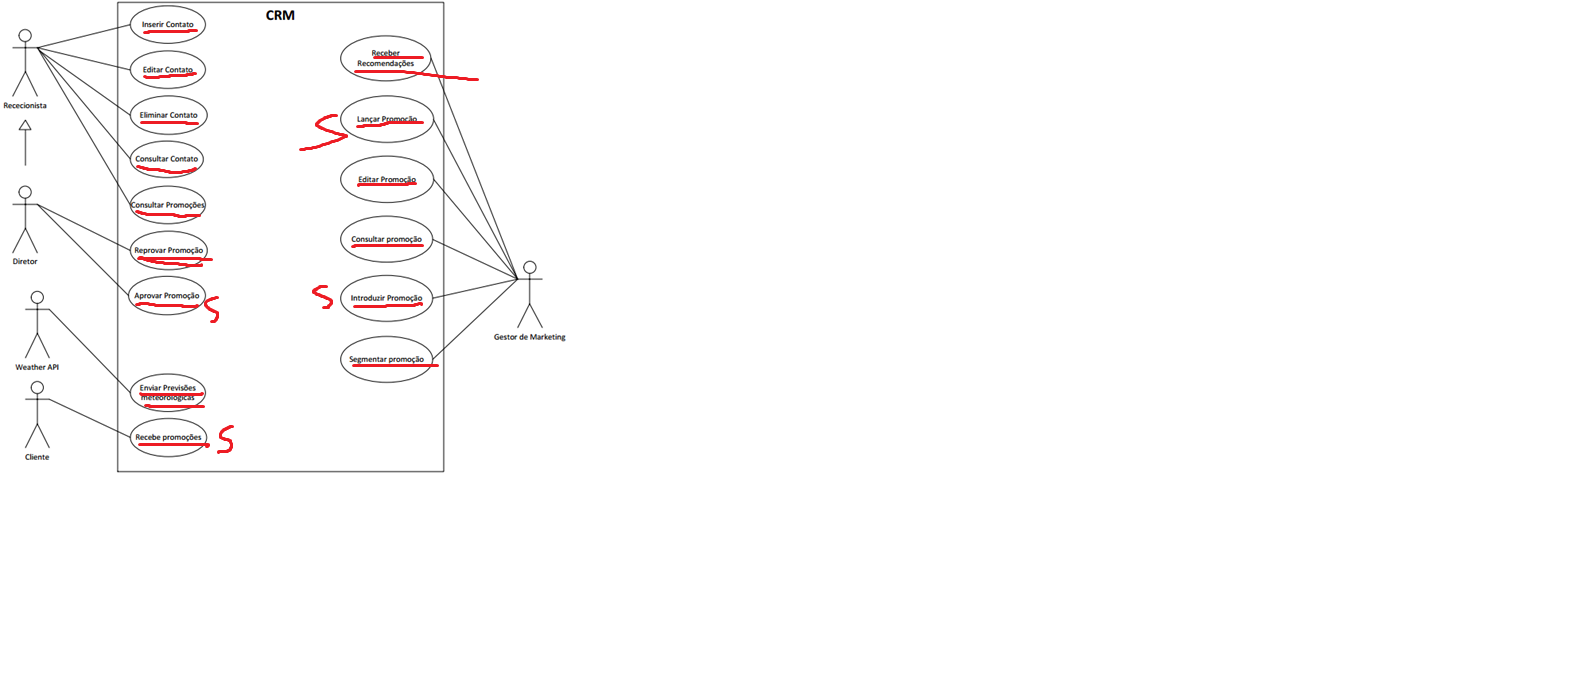 CRM
Inserir Contato
Editar Contato
Eliminar Contato
Consultar Contato
Consultar Promoções
Reprovar Promoção
Aprovar Promoção
S
Enviar Previsões
meteorológicas
Recebe promoções
S
Rececionista
Diretor
Weather API
Cliente
Receber
Recomendações
Lançar Promoção
S
Editar Promoção
Consultar promoção
Introduzir Promoção
S
Segmentar promoção
Gestor de Marketing